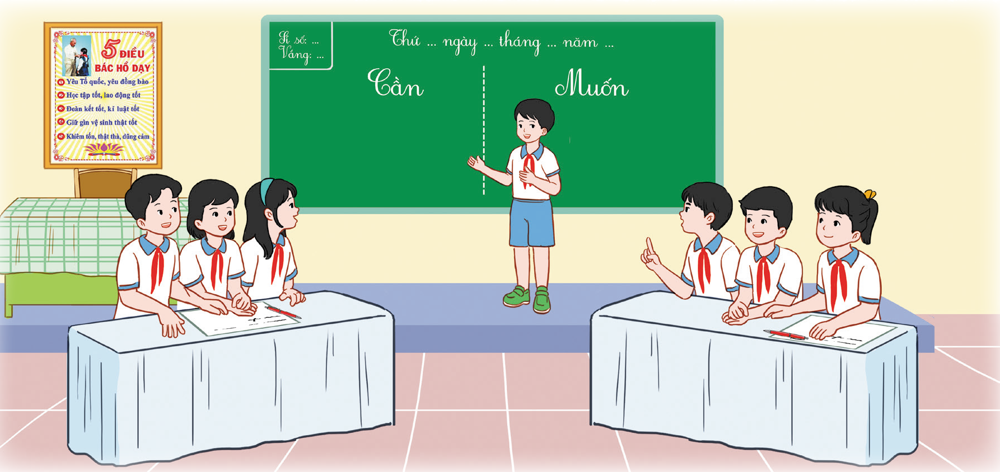 5 ĐIỀU
BÁC HỒ DẠY
1 Yêu Tổ quốc, yêu đồng bào
2 Học tập tốt, lao động tốt
3 Đoàn kết tốt, kỉ luật tốt
4 Giữ gìn vệ sinh thật tốt
5 Khiêm tốn, thật thà, dũng cảm
Sĩ số: ...
Vắng: ...
Thứ ... ngày ... tháng ... năm ...
Cần
Muốn